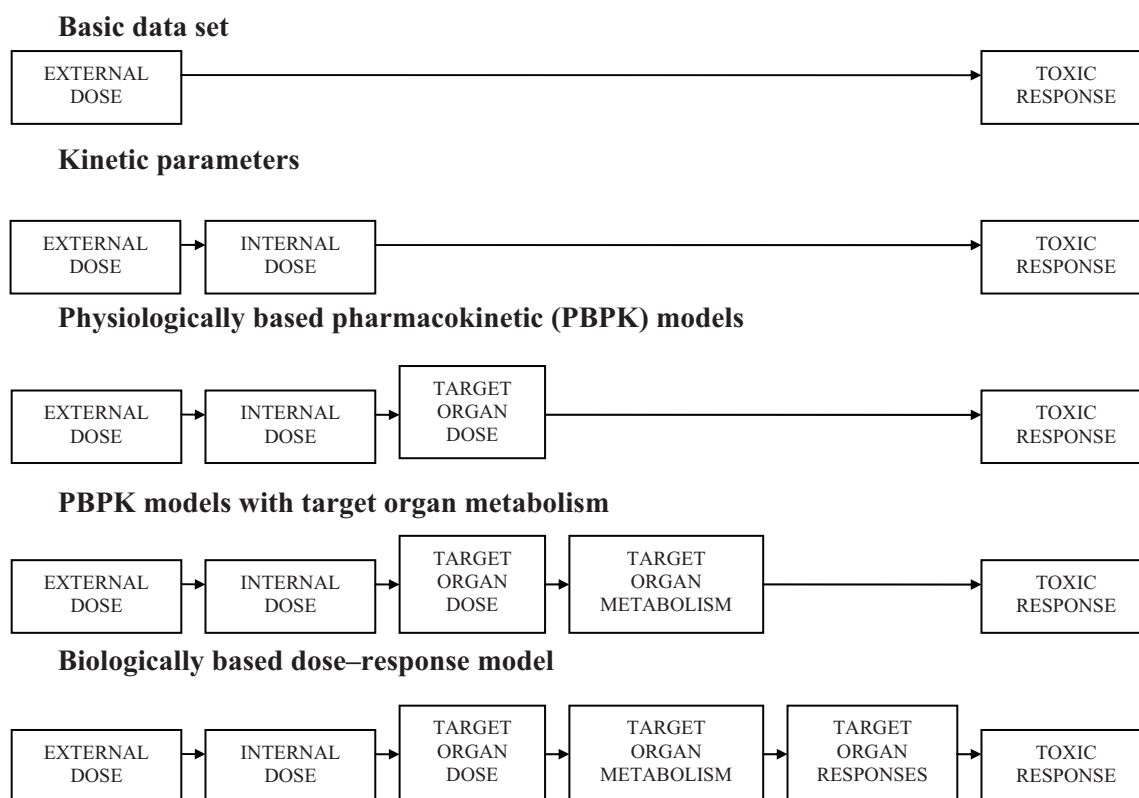 Basic data set
EXTERNAL
DOSE
TOXIC
RESPONSE
Kinetic parameters
EXTERNAL
DOSE
INTERNAL
DOSE
TOXIC
RESPONSE
Physiologically based pharmacokinetic (PBPK) models
EXTERNAL
DOSE
INTERNAL
DOSE
TARGET
ORGAN
DOSE
TOXIC
RESPONSE
PBPK models with target organ metabolism
EXTERNAL
DOSE
INTERNAL
DOSE
TARGET
ORGAN
DOSE
TARGET
ORGAN
METABOLISM
TOXIC
RESPONSE
Biologically based dose–response model
EXTERNAL
DOSE
INTERNAL
DOSE
TARGET
ORGAN
DOSE
TARGET
ORGAN
METABOLISM
TARGET
ORGAN
RESPONSES
TOXIC
RESPONSE